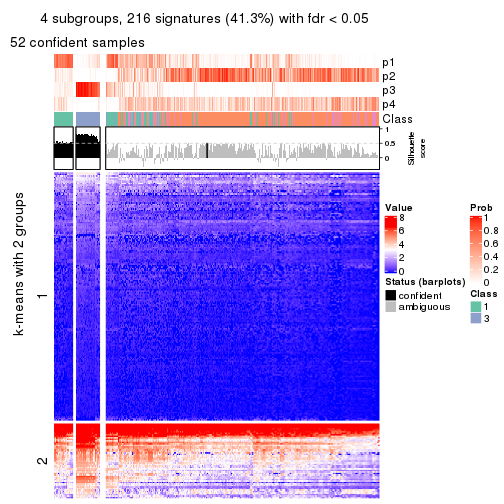 4 subgroups, 216 signatures (41.3%) with fdr < 0.05
52 confident samples
p1
p2
p3
p4
Class
1
0.5
0
Silhouette
score
k-means with 2 groups
1
2
Value
8
6
4
2
0
Prob
1
0.8
0.6
0.4
0.2
0
Status (barplots)
confident
ambiguous
Class
1
3